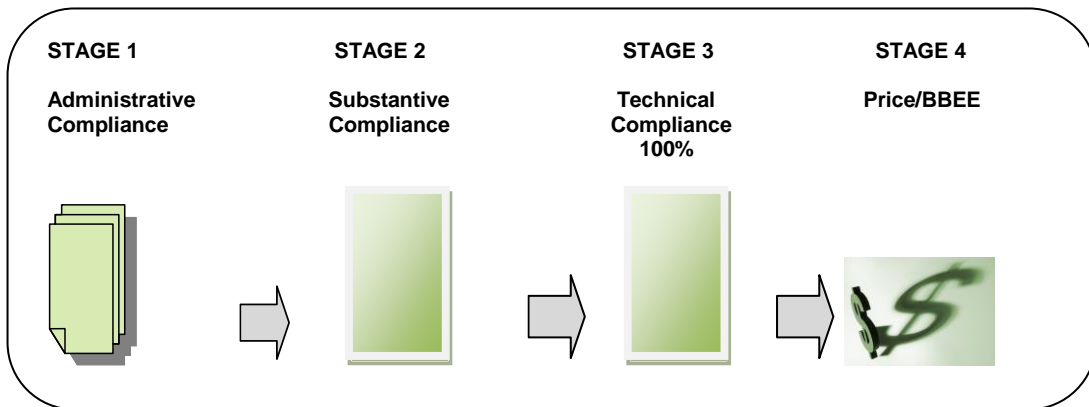 STAGE 1
Administrative
Compliance
STAGE 2
Substantive
Compliance
STAGE 3
Technical
Compliance
100%
STAGE 4
Price/BBEE